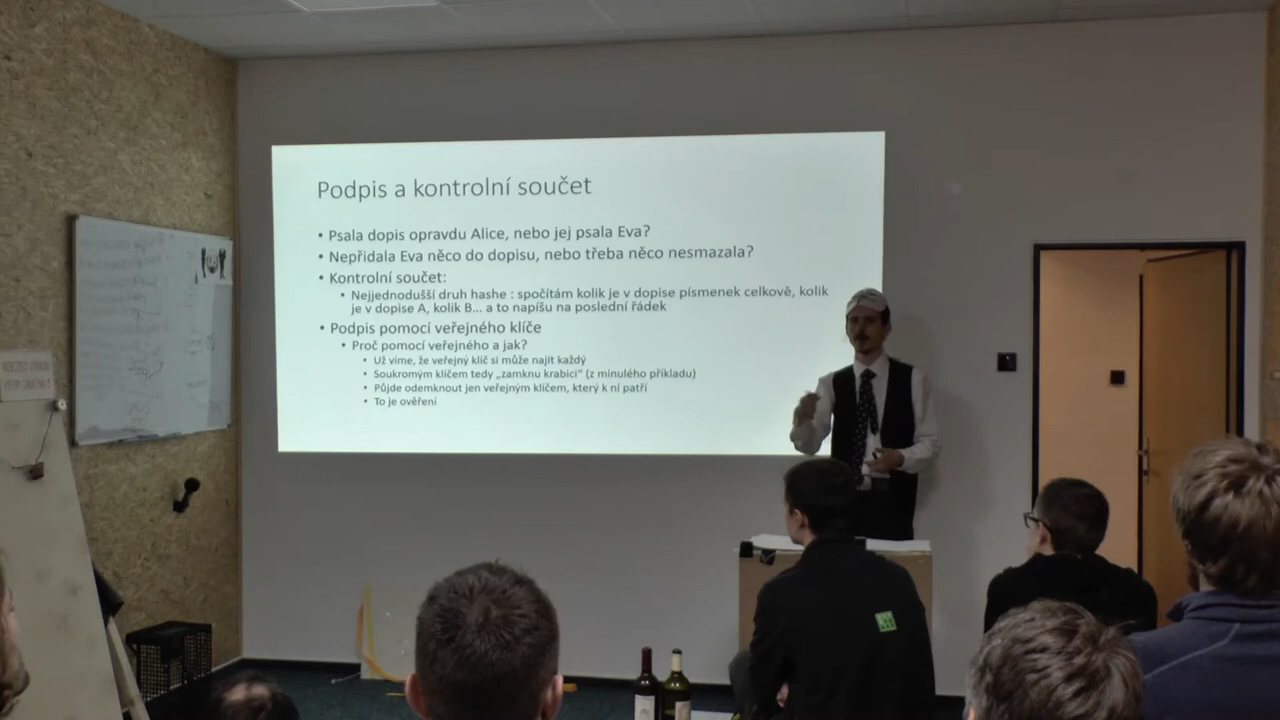 Podpis a kontrolní součet
• Psala dopis opravdu Alice, nebo jej psala Eva?
• Nepřidala Eva něco do dopisu, nebo třeba něco nesmazala?
• Kontrolní součet:
• Nejjednodušší druh hashe : spočítám kolik je v dopise písmenek celkově, kolik
je v dopise A, kolik B... a to napíšu na poslední řádek
• Podpis pomocí veřejného klíče
• Proč pomocí veřejného a jak?
• Už víme, že veřejný klíč si může najít každý
• Soukromým klíčem tedy „zamknu krabici“ (z minulého příkladu)
• Půjde odemknout jen veřejným klíčem, který k ní patří
• To je ověření